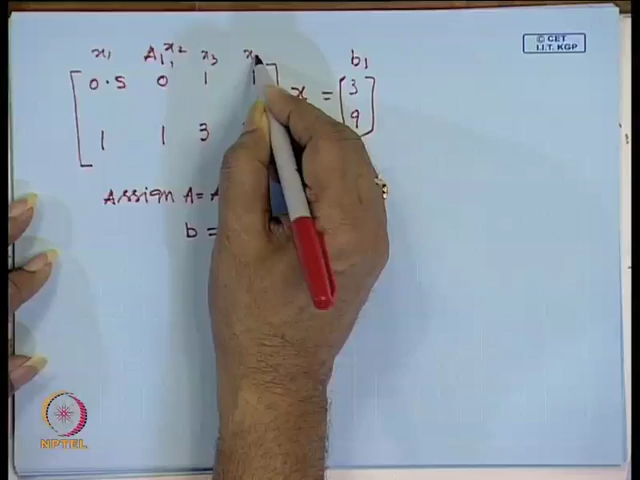 © CET
I.I.T. KGP
x₁ A₁, x₂ x₃ b₁
0.5 0 1 1 x = 3
1 1 3 9
Assign A =
b =
NPTEL